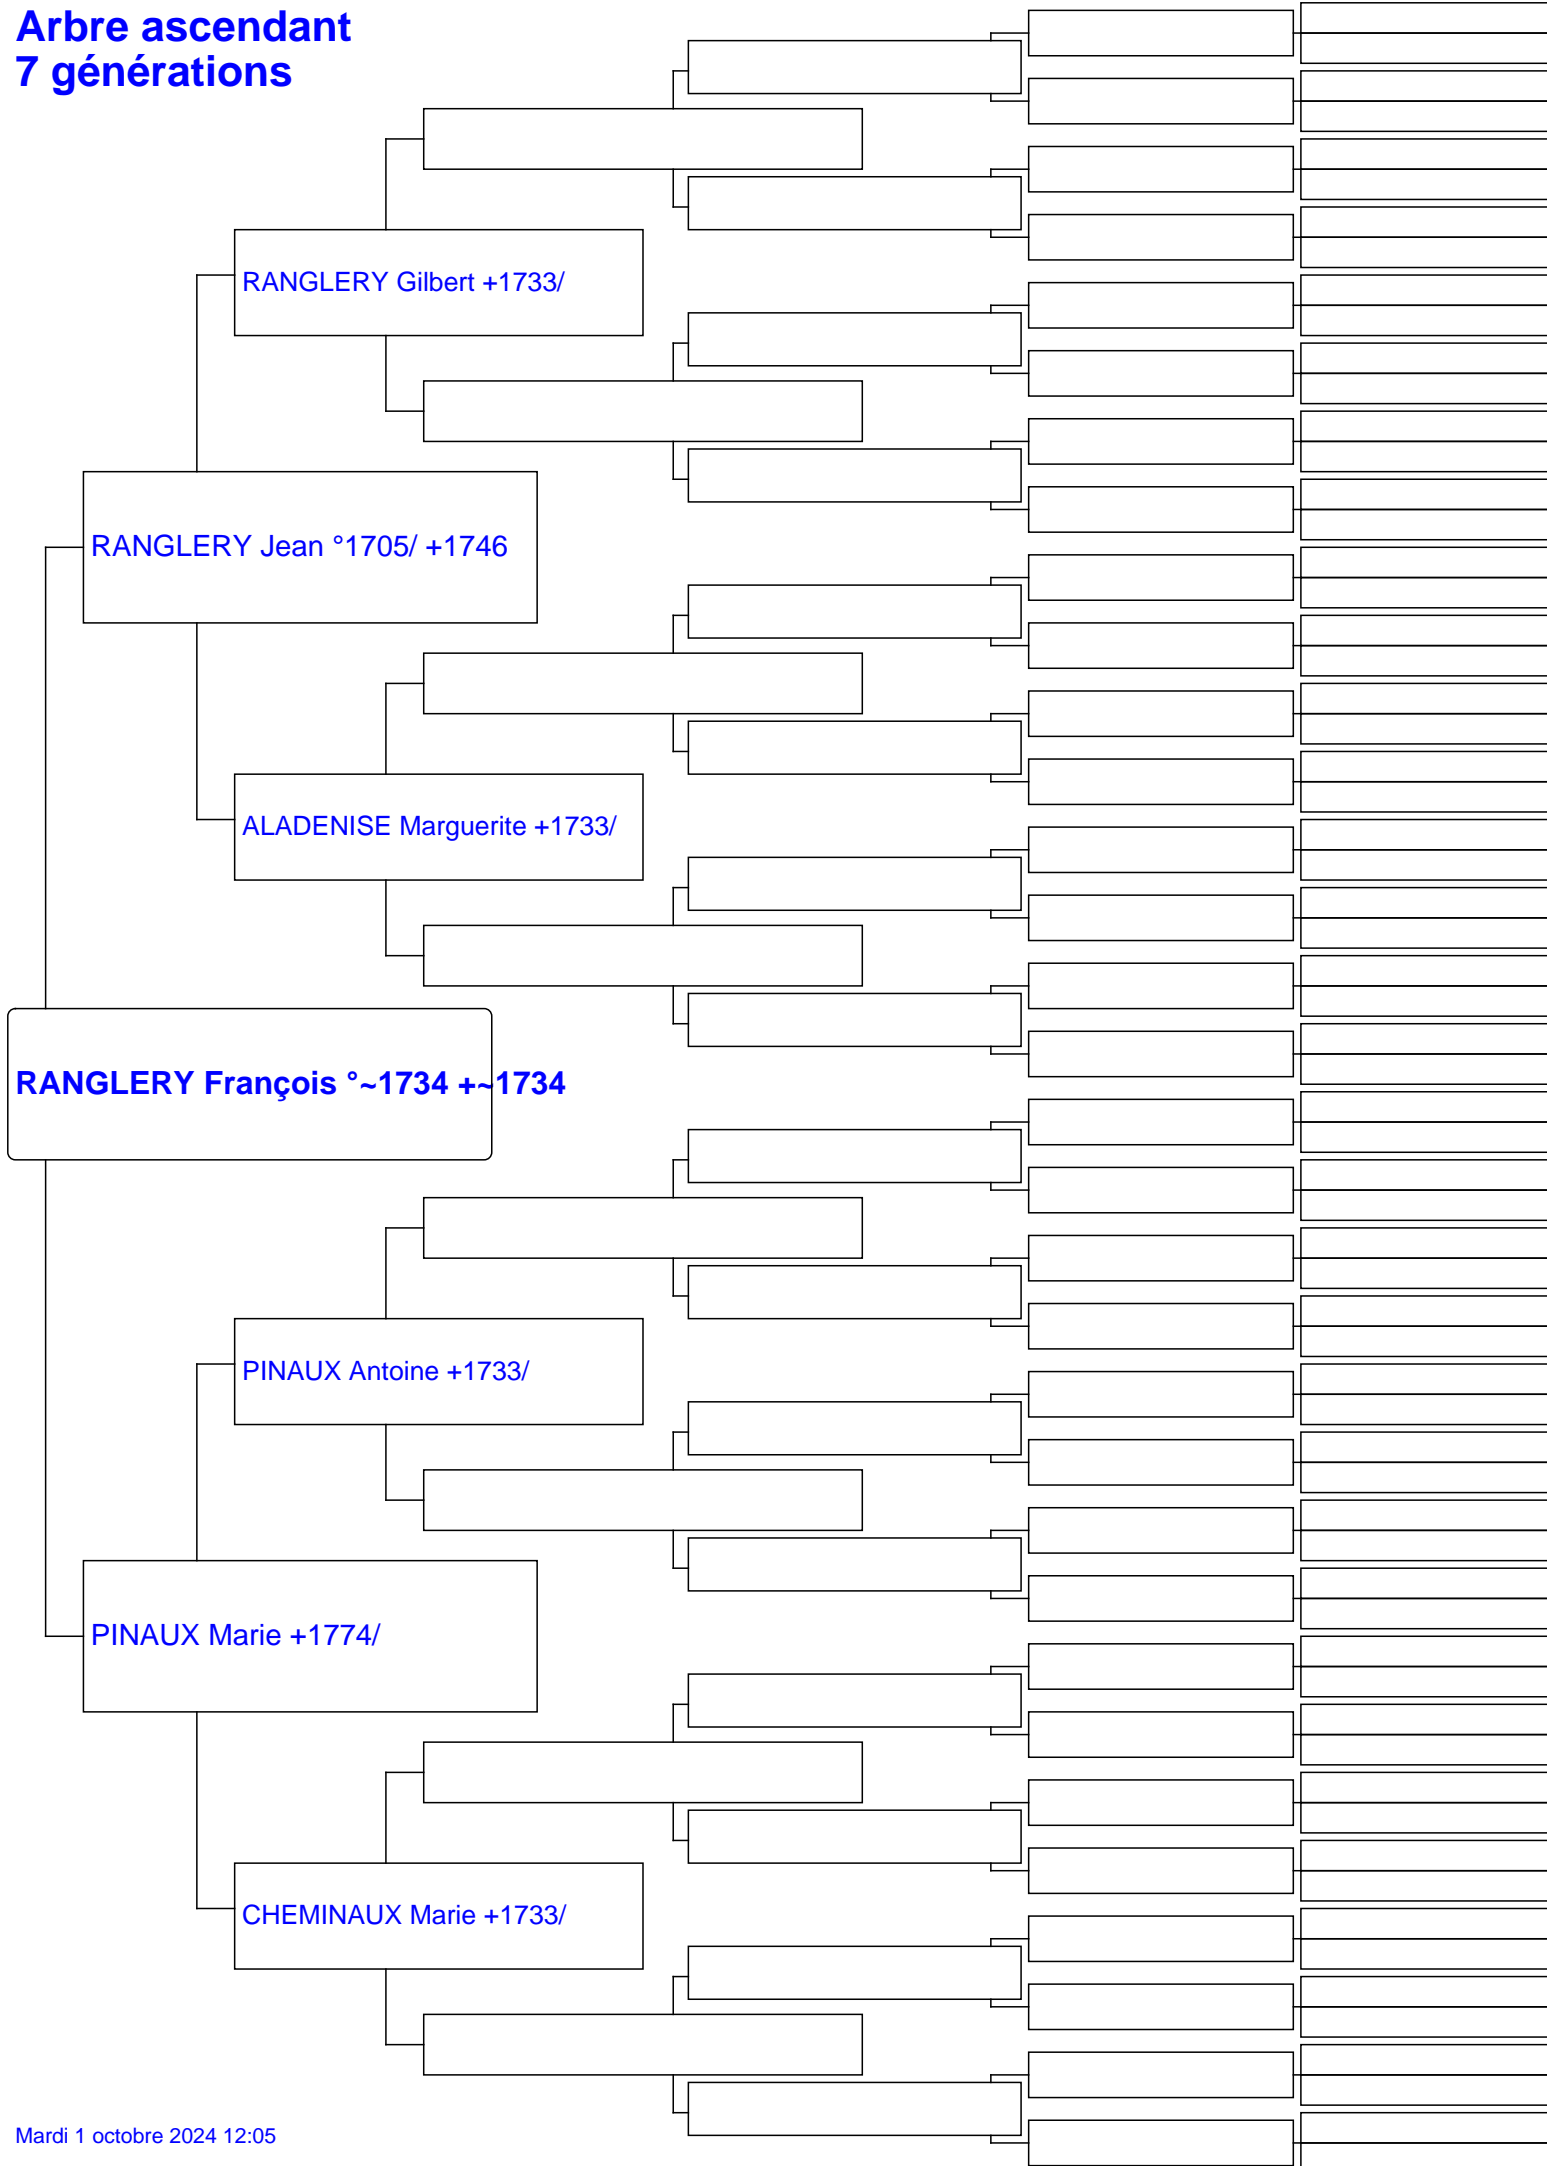 Arbre ascendant
7 générations
RANGLERY Gilbert +1733/
RANGLERY Jean °1705/ +1746
ALADENISE Marguerite +1733/
RANGLERY François °~1734 +~1734
PINAUX Antoine +1733/
PINAUX Marie +1774/
CHEMINAUX Marie +1733/
Mardi 1 octobre 2024 12:05